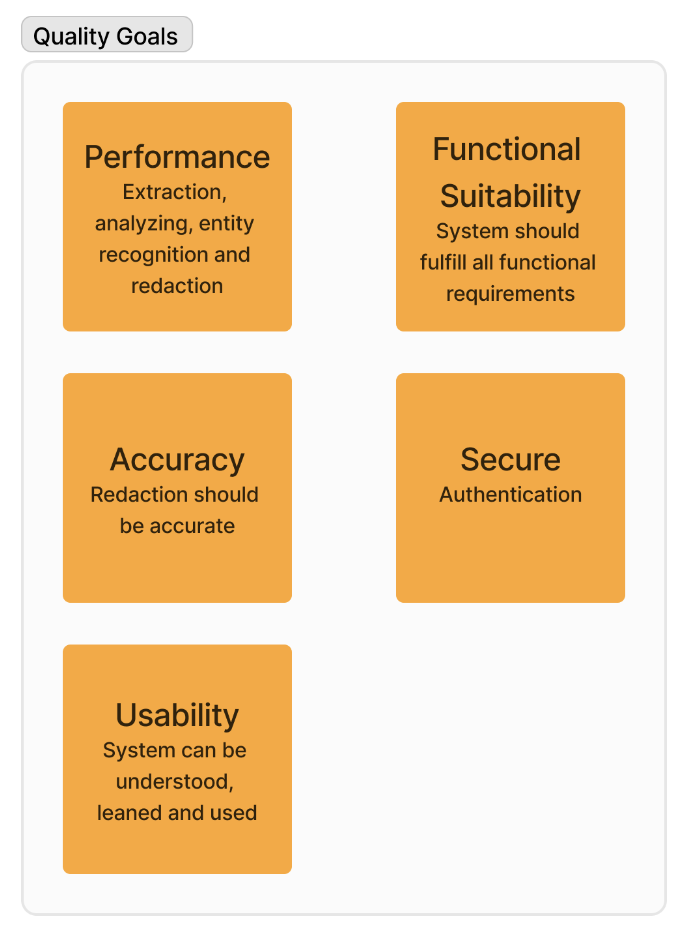 Quality Goals
Performance
Extraction,
analyzing, entity
recognition and
redaction
Functional
Suitability
System should
fulfill all functional
requirements
Accuracy
Redaction should
be accurate
Secure
Authentication
Usability
System can be
understood,
leaned and used